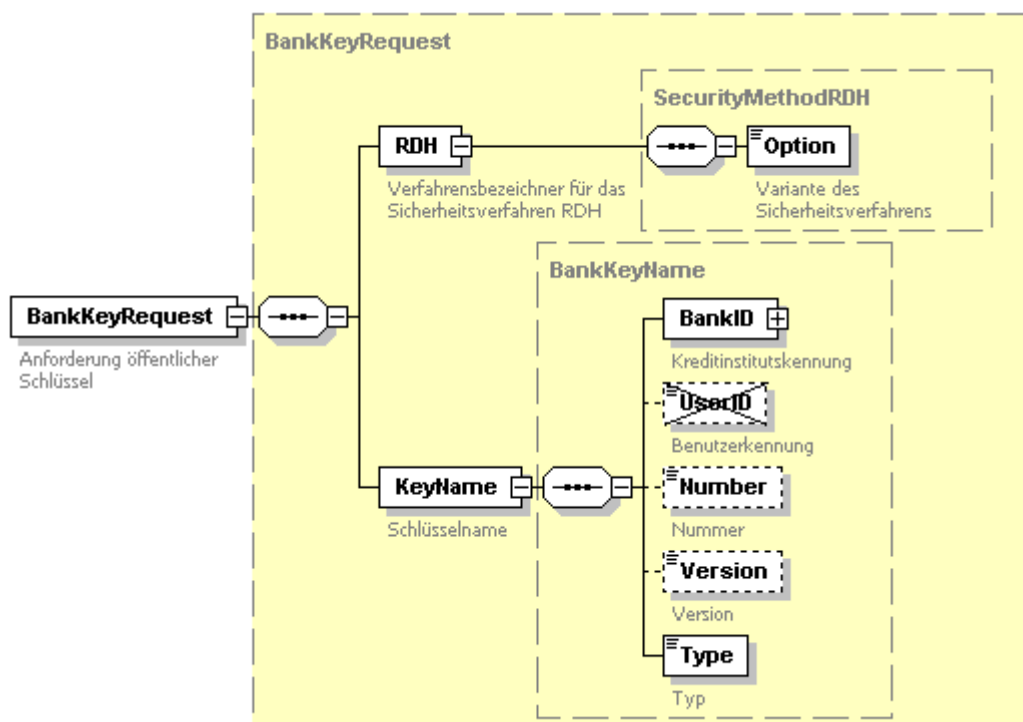 BankKeyRequest
SecurityMethodRDH
RDH
Option
Verfahrensbezeichner für das
Sicherheitsverfahren RDH
Variante des
Sicherheitsverfahrens
BankKeyName
BankKeyRequest
BankID
Anforderung öffentlicher
Schlüssel
Kreditinstitutskennung
UserID
Benutzerkennung
KeyName
Number
Schlüsselname
Nummer
Version
Version
Type
Typ